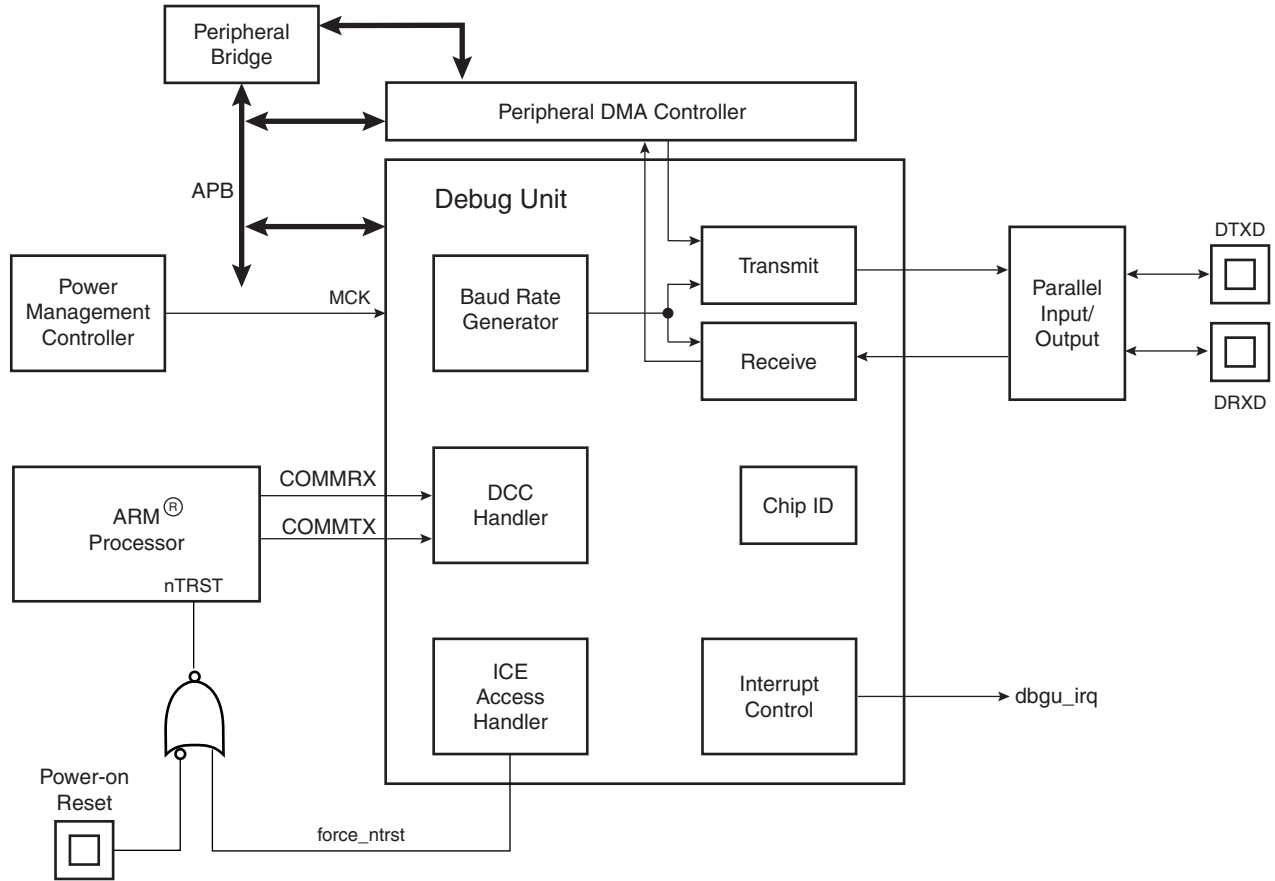 Peripheral
Bridge
Peripheral DMA Controller
APB
Debug Unit
DTXD
Power
Management
Controller
MCK
Baud Rate
Generator
Transmit
Receive
Parallel
Input/
Output
DRXD
ARM®
Processor
nTRST
COMMRX
COMMTX
DCC
Handler
Chip ID
ICE
Access
Handler
Interrupt
Control
dbgu_irq
Power-on
Reset
force_ntrst